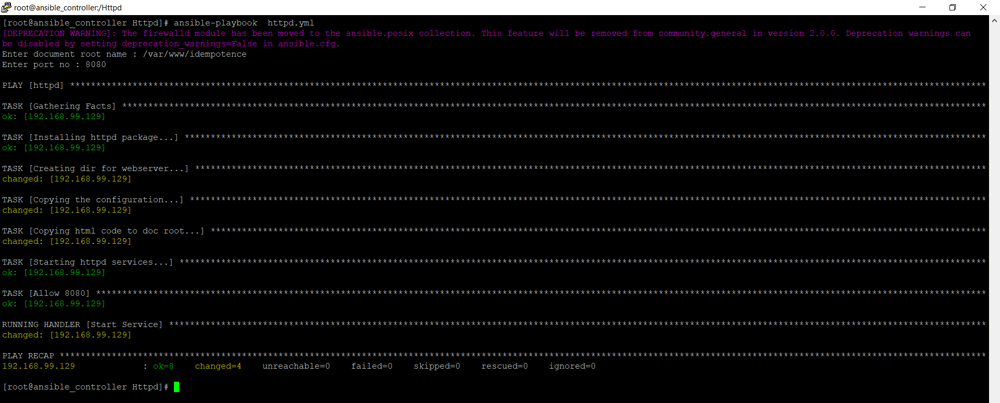 root@ansible_controller:/Httpd
[root@ansible_controller Httpd]# ansible-playbook  httpd.yml
[DEPRECATION WARNING]: The firewalld module has been moved to the ansible.posix collection. This feature will be removed from community.general in version 2.0.0. Deprecation warnings can
be disabled by setting deprecation_warnings=False in ansible.cfg.
Enter document root name : /var/www/idempotence
Enter port no : 8080
PLAY [httpd] ********************************************************************************************************************************************************************************
TASK [Gathering Facts] **********************************************************************************************************************************************************************
ok: [192.168.99.129]
TASK [Installing httpd package...] **********************************************************************************************************************************************************
ok: [192.168.99.129]
TASK [Creating dir for webserver...] ********************************************************************************************************************************************************
changed: [192.168.99.129]
TASK [Copying the configuration...] *********************************************************************************************************************************************************
changed: [192.168.99.129]
TASK [Copying html code to doc root...] *****************************************************************************************************************************************************
changed: [192.168.99.129]
TASK [Starting httpd services...] ***********************************************************************************************************************************************************
ok: [192.168.99.129]
TASK [Allow 8080] ***************************************************************************************************************************************************************************
ok: [192.168.99.129]
RUNNING HANDLER [Start Service] *************************************************************************************************************************************************************
changed: [192.168.99.129]
PLAY RECAP **********************************************************************************************************************************************************************************
192.168.99.129             : ok=8    changed=4    unreachable=0    failed=0    skipped=0    rescued=0    ignored=0
[root@ansible_controller Httpd]#